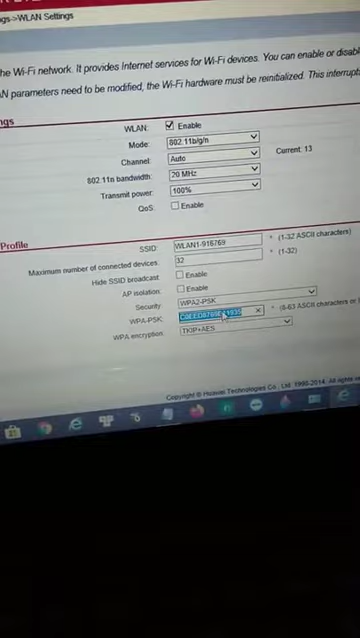 ngs->WLAN Settings
he Wi-Fi network. It provides Internet services for Wi-Fi devices. You can enable or disabl
N parameters need to be modified, the Wi-Fi hardware must be reinitialized. This interrupt
ngs
WLAN: Enable
Mode: 802.11b/g/n
Channel: Auto Current: 13
802.11n bandwidth: 20 MHz
Transmit power: 100%
QoS: Enable
Profile
SSID: WLAN1-916769 * (1-32 ASCII characters)
Maximum number of connected devices: 32 * (1-32)
Hide SSID broadcast: Enable
AP isolation: Enable
Security: WPA2-PSK
WPA-PSK: * (8-63 ASCII characters or
WPA encryption: TKIP+AES
Copyright © Huawei Technologies Co., Ltd. 1998-2014. All rights